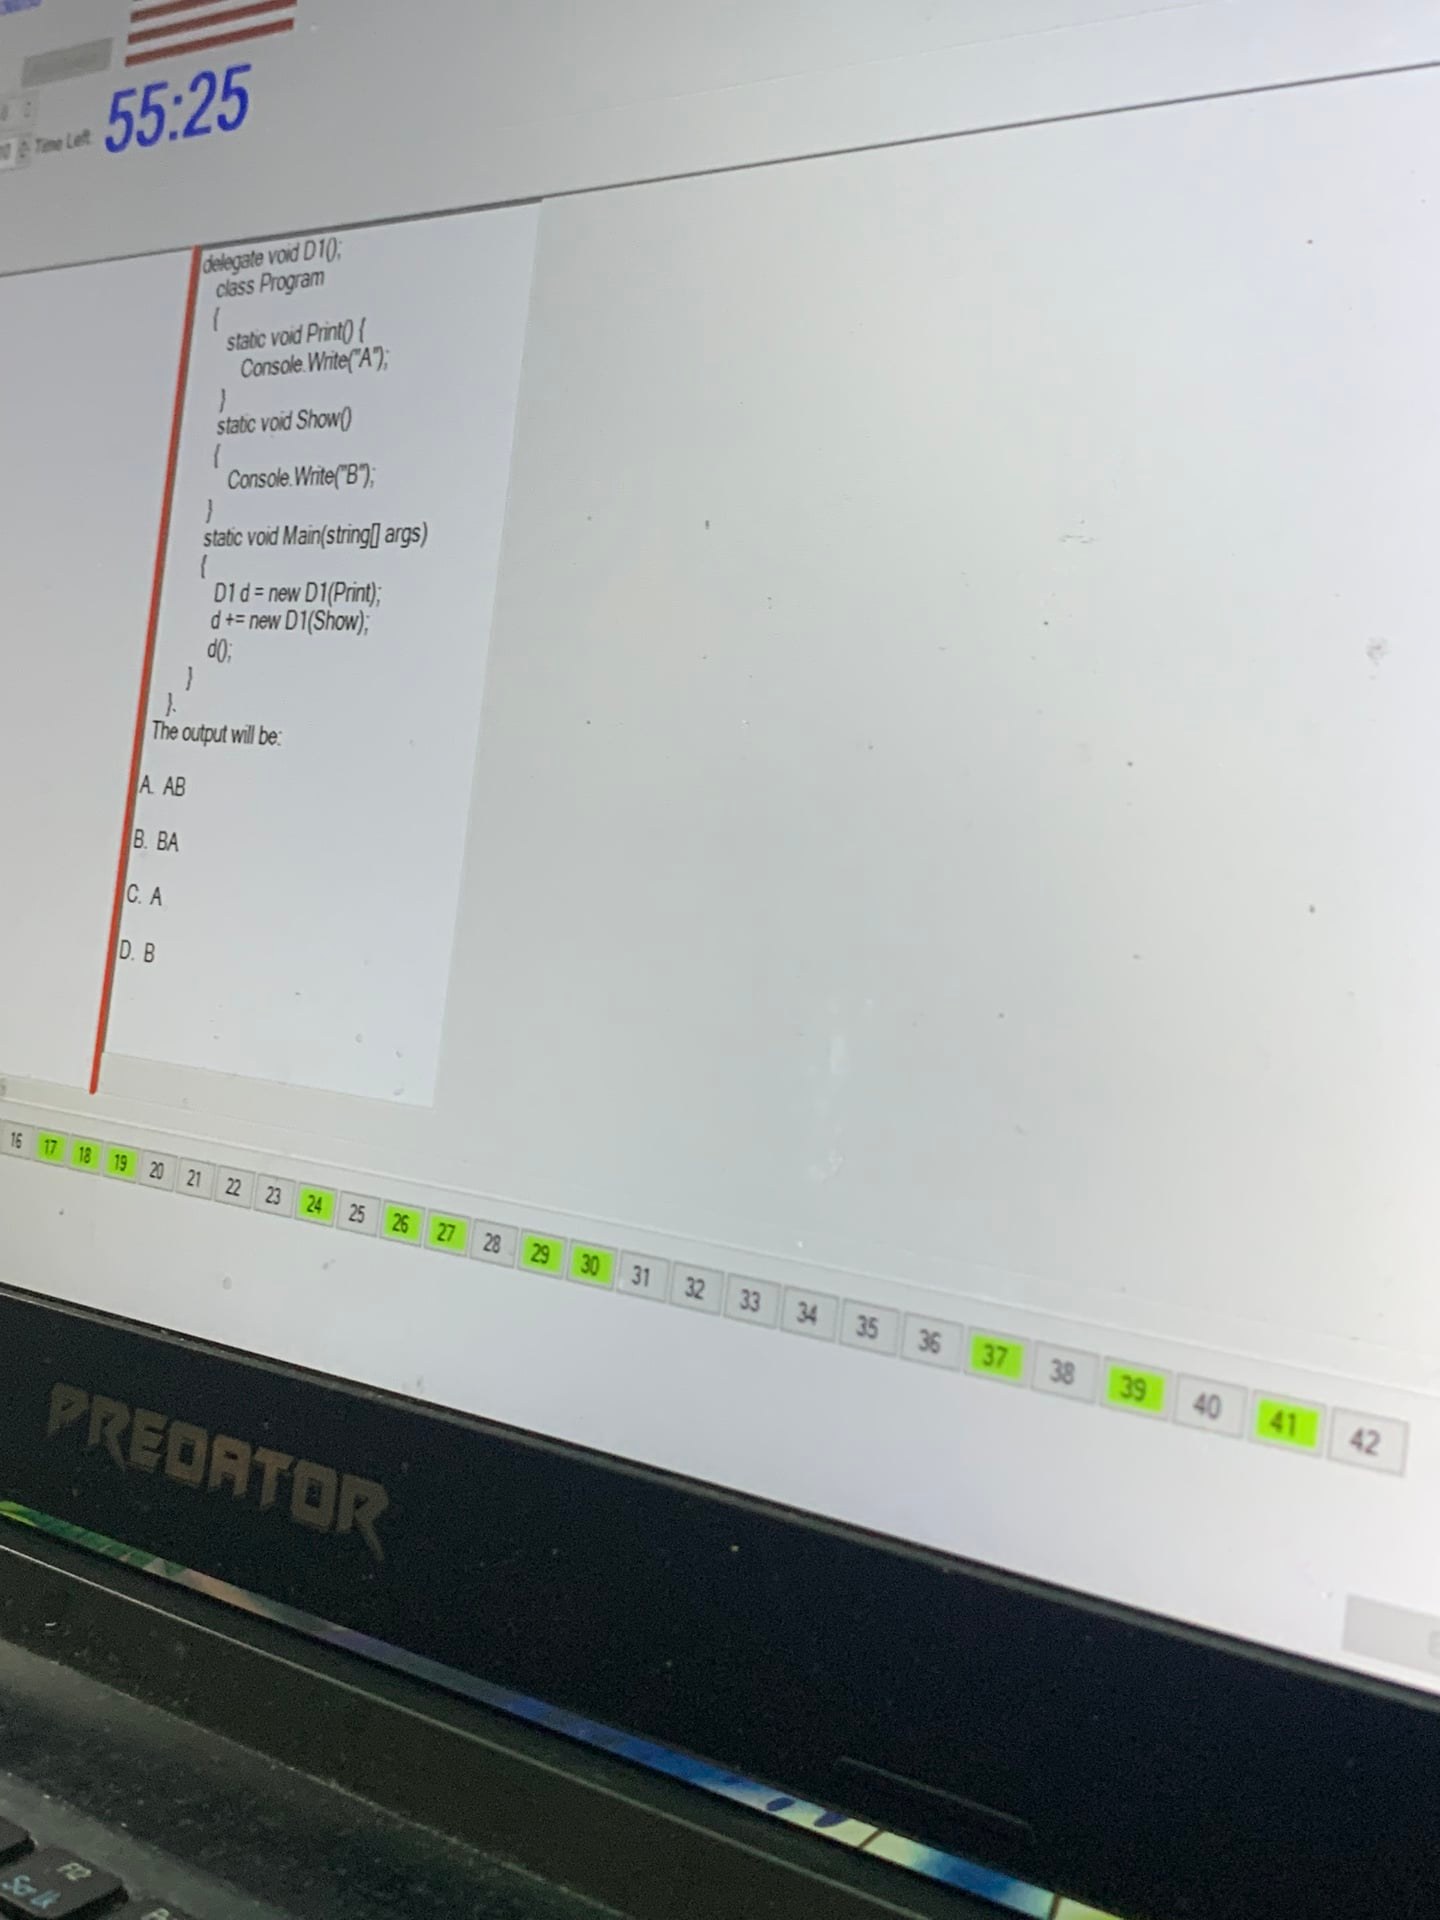 55:25
Time Left:
delegate void D1();
class Program
{
static void Print() {
Console.Write("A");
}
static void Show()
{
Console.Write("B");
}
static void Main(string[] args)
{
D1 d = new D1(Print);
d += new D1(Show);
d();
}
}.
The output will be:
A. AB
B. BA
C. A
D. B
16 17 18 19 20 21 22 23 24 25 26 27 28 29 30 31 32 33 34 35 36 37 38 39 40 41 42
PREDATOR
F12
Scr Lk